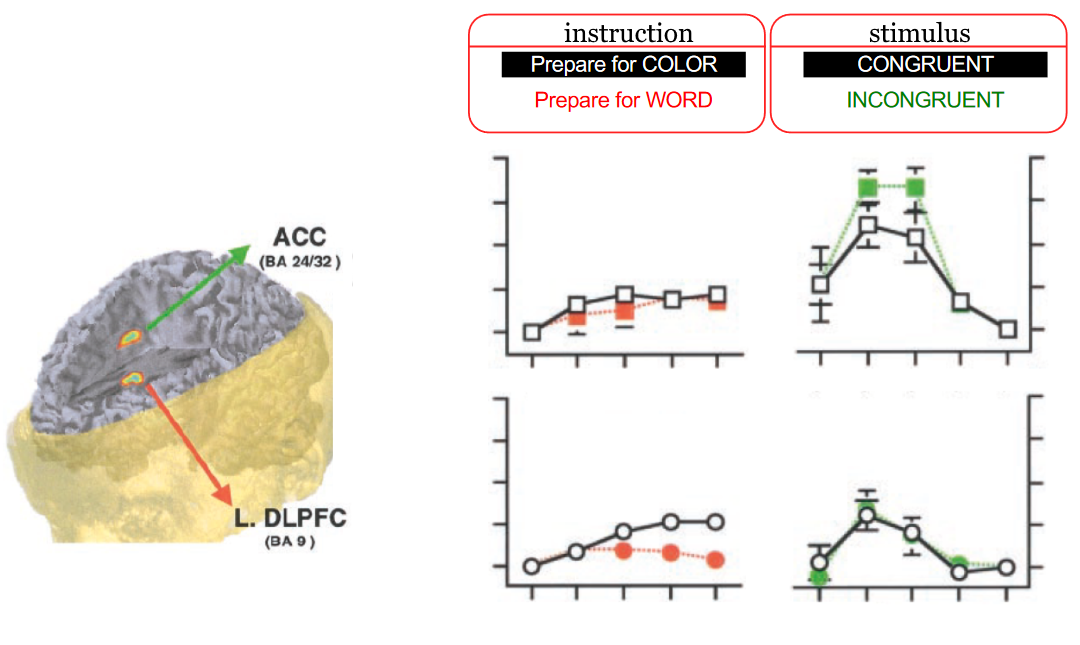 instruction
Prepare for COLOR
Prepare for WORD
stimulus
CONGRUENT
INCONGRUENT
ACC
(BA 24/32 )
L. DLPFC
(BA 9 )